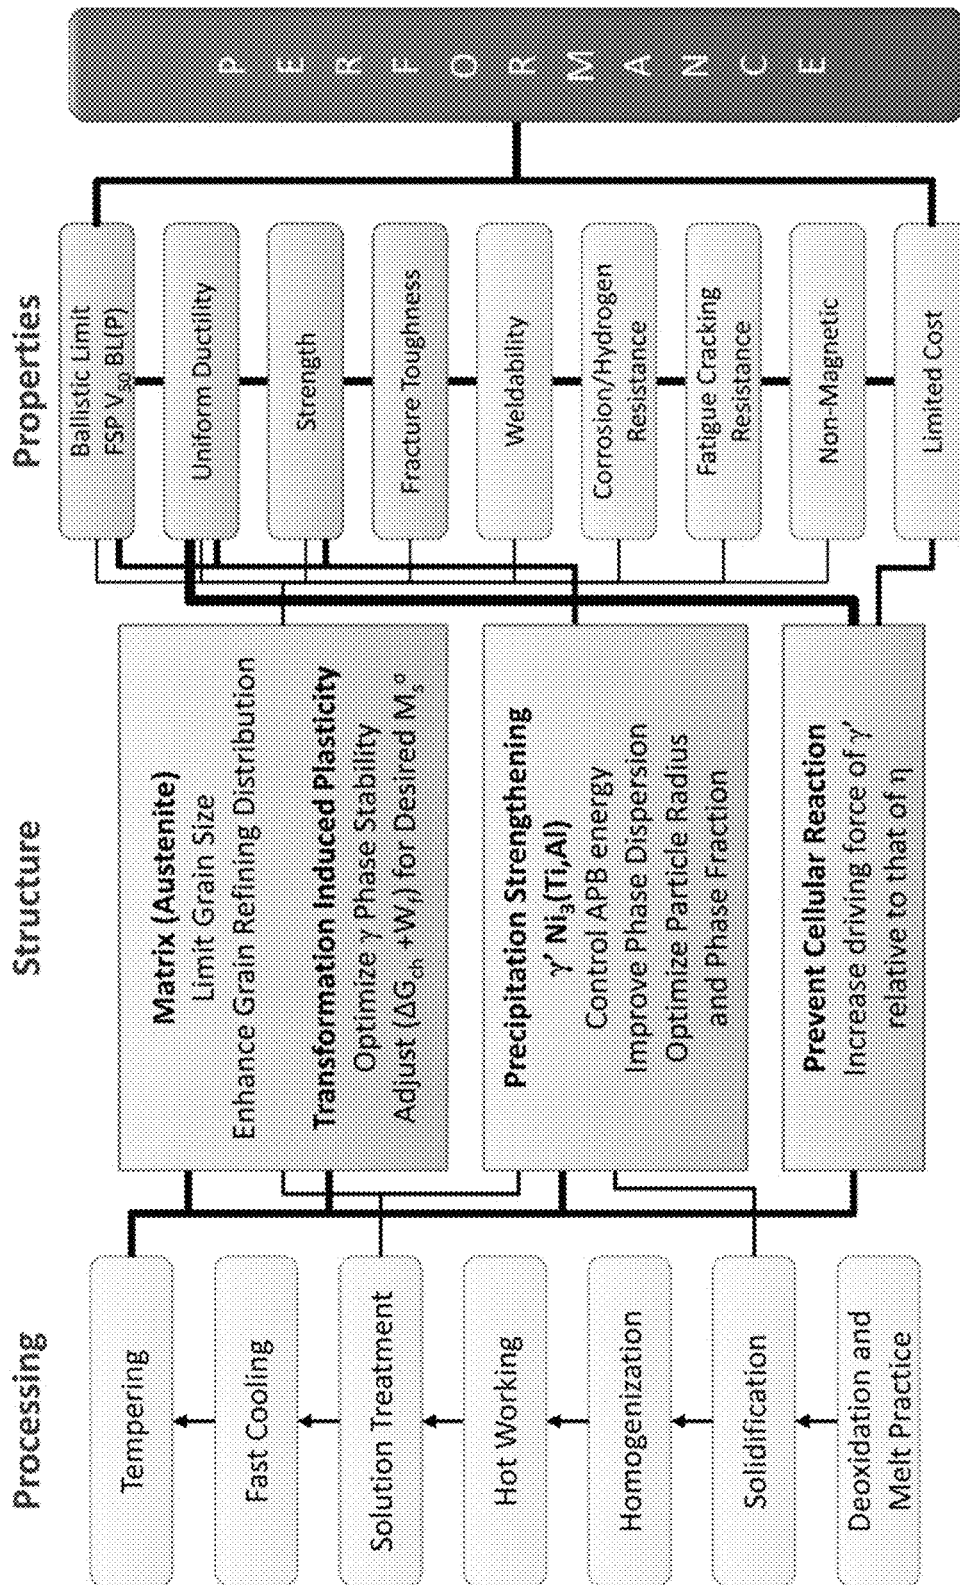 Processing
Tempering
Fast Cooling
Solution Treatment
Hot Working
Homogenization
Solidification
Deoxidation and
Melt Practice
Structure
Matrix (Austenite)
Limit Grain Size
Enhance Grain Refining Distribution
Transformation Induced Plasticity
Optimize γ Phase Stability
Adjust (ΔG_ch +W_f) for Desired M_s^σ
Precipitation Strengthening
γ' Ni₃(Ti,Al)
Control APB energy
Improve Phase Dispersion
Optimize Particle Radius
and Phase Fraction
Prevent Cellular Reaction
Increase driving force of γ'
relative to that of η
Properties
Ballistic Limit
FSP V₅₀ BL(P)
Uniform Ductility
Strength
Fracture Toughness
Weldability
Corrosion/Hydrogen
Resistance
Fatigue Cracking
Resistance
Non-Magnetic
Limited Cost
PERFORMANCE